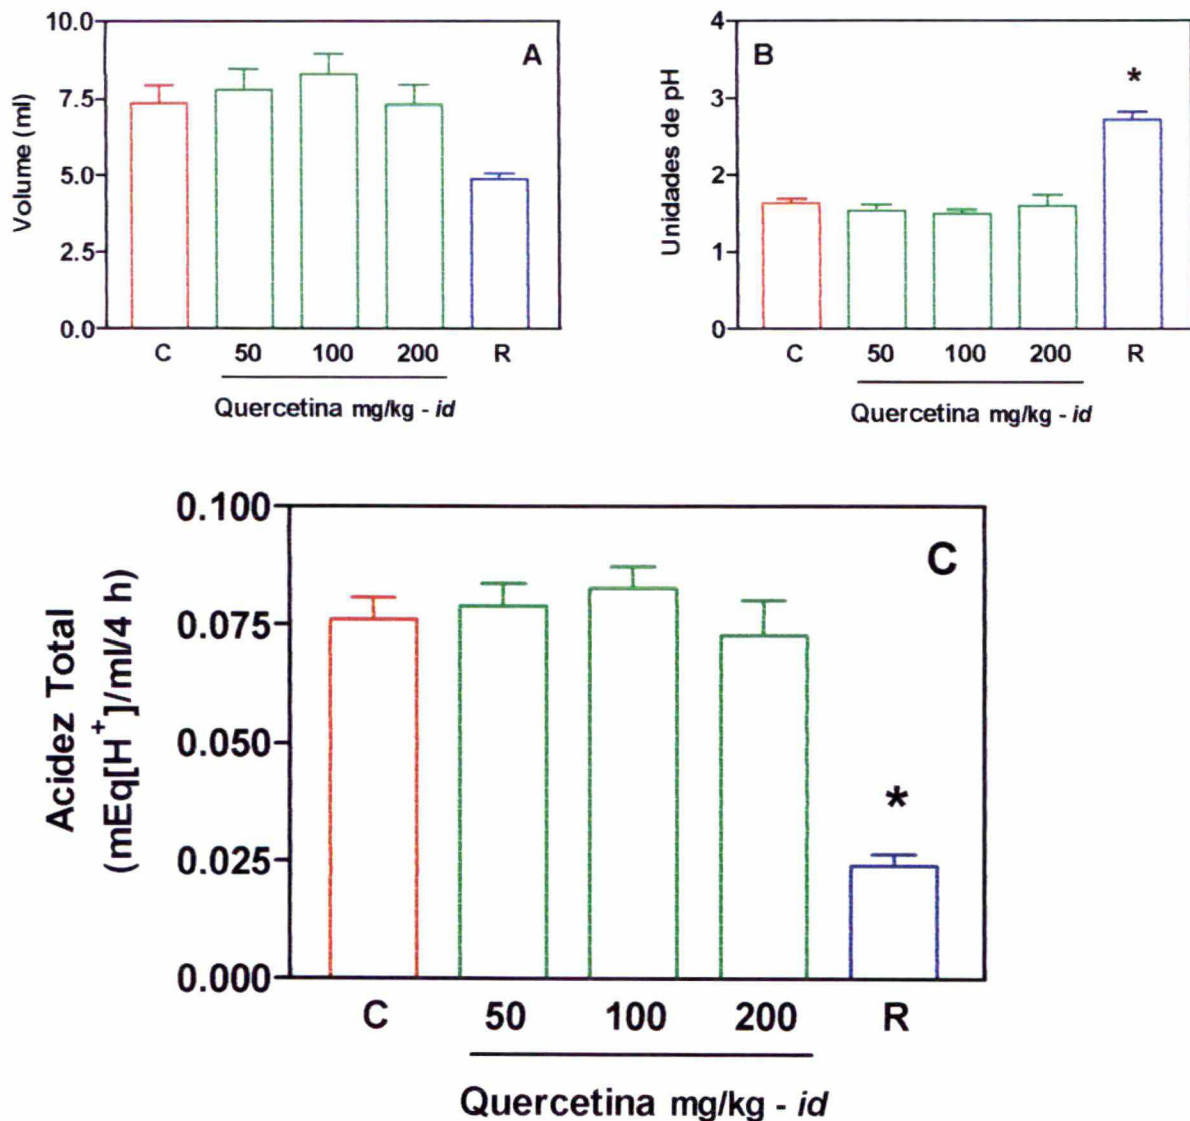 A
Volume (ml)
10.0
7.5
5.0
2.5
0.0
C 50 100 200 R
Quercetina mg/kg - id
B
Unidades de pH
4
3
2
1
0
*
C 50 100 200 R
Quercetina mg/kg - id
C
Acidez Total
(mEq[H+]/ml/4 h)
0.100
0.075
0.050
0.025
0.000
*
C 50 100 200 R
Quercetina mg/kg - id